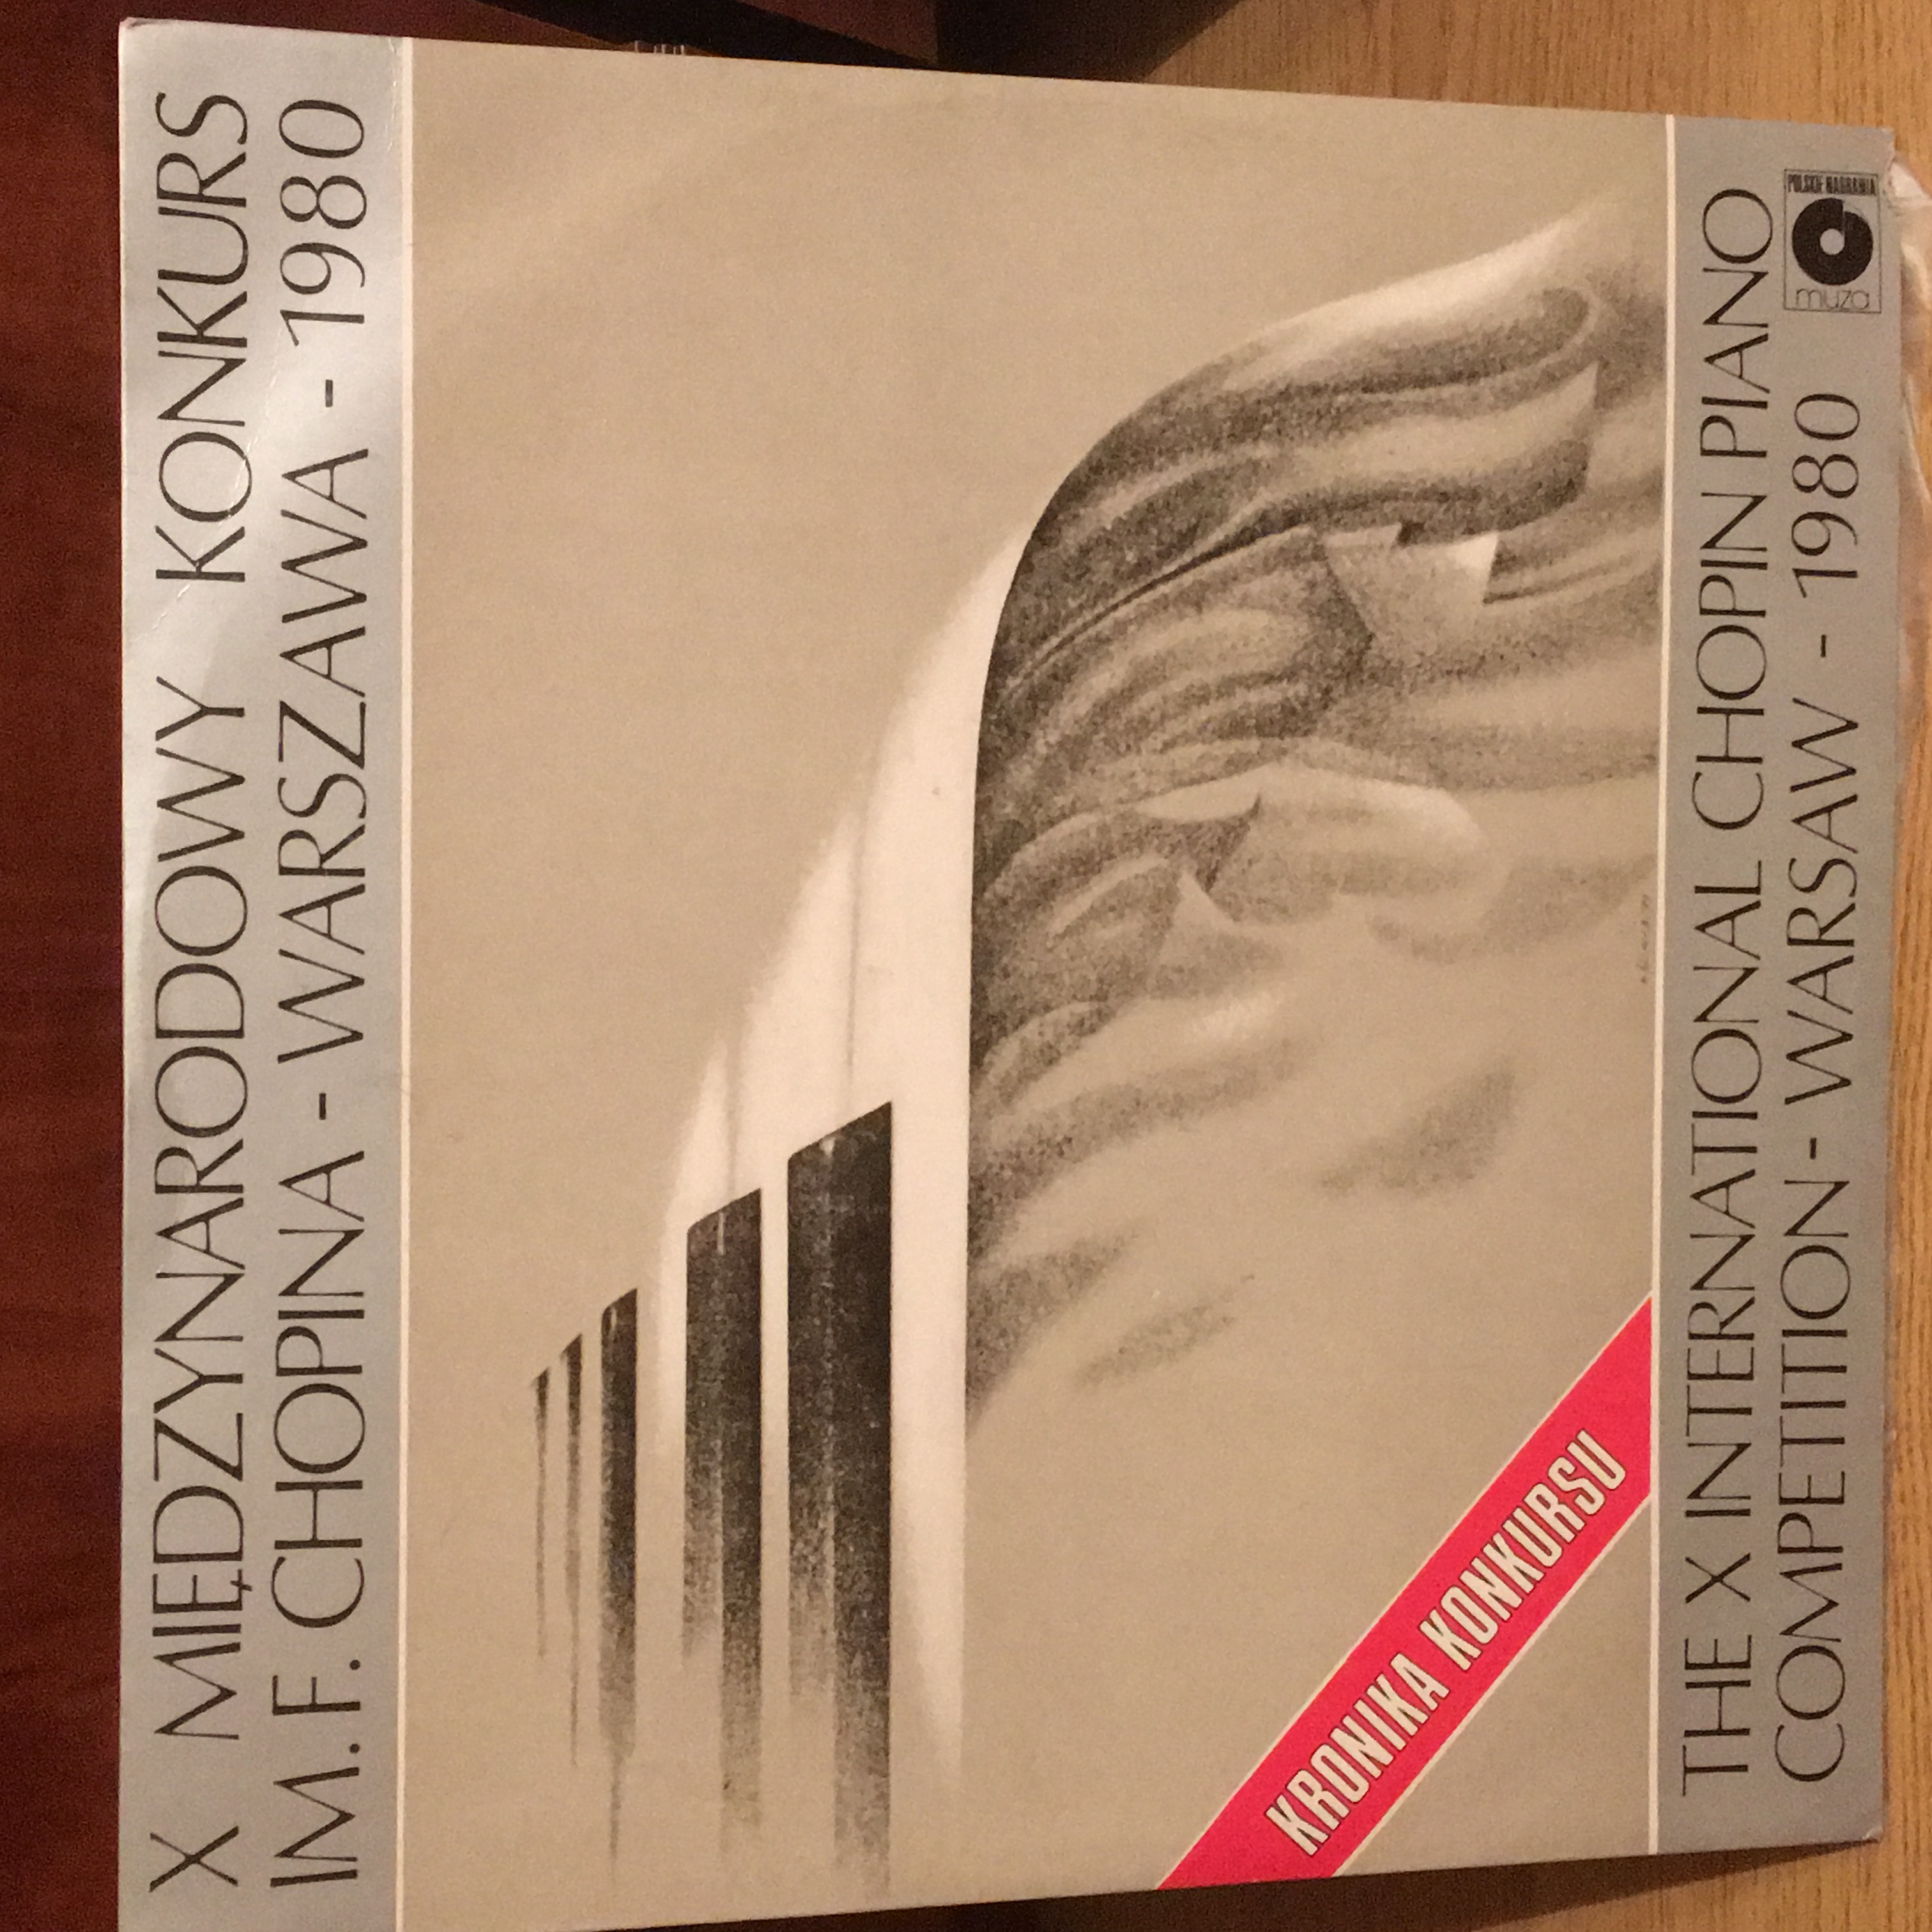 X MIĘDZYNARODOWY KONKURS
IM. F. CHOPINA - WARSZAWA - 1980
KRONIKA KONKURSU
THE X INTERNATIONAL CHOPIN PIANO
COMPETITION - WARSAW - 1980
POLSKIE NAGRANIA
muza